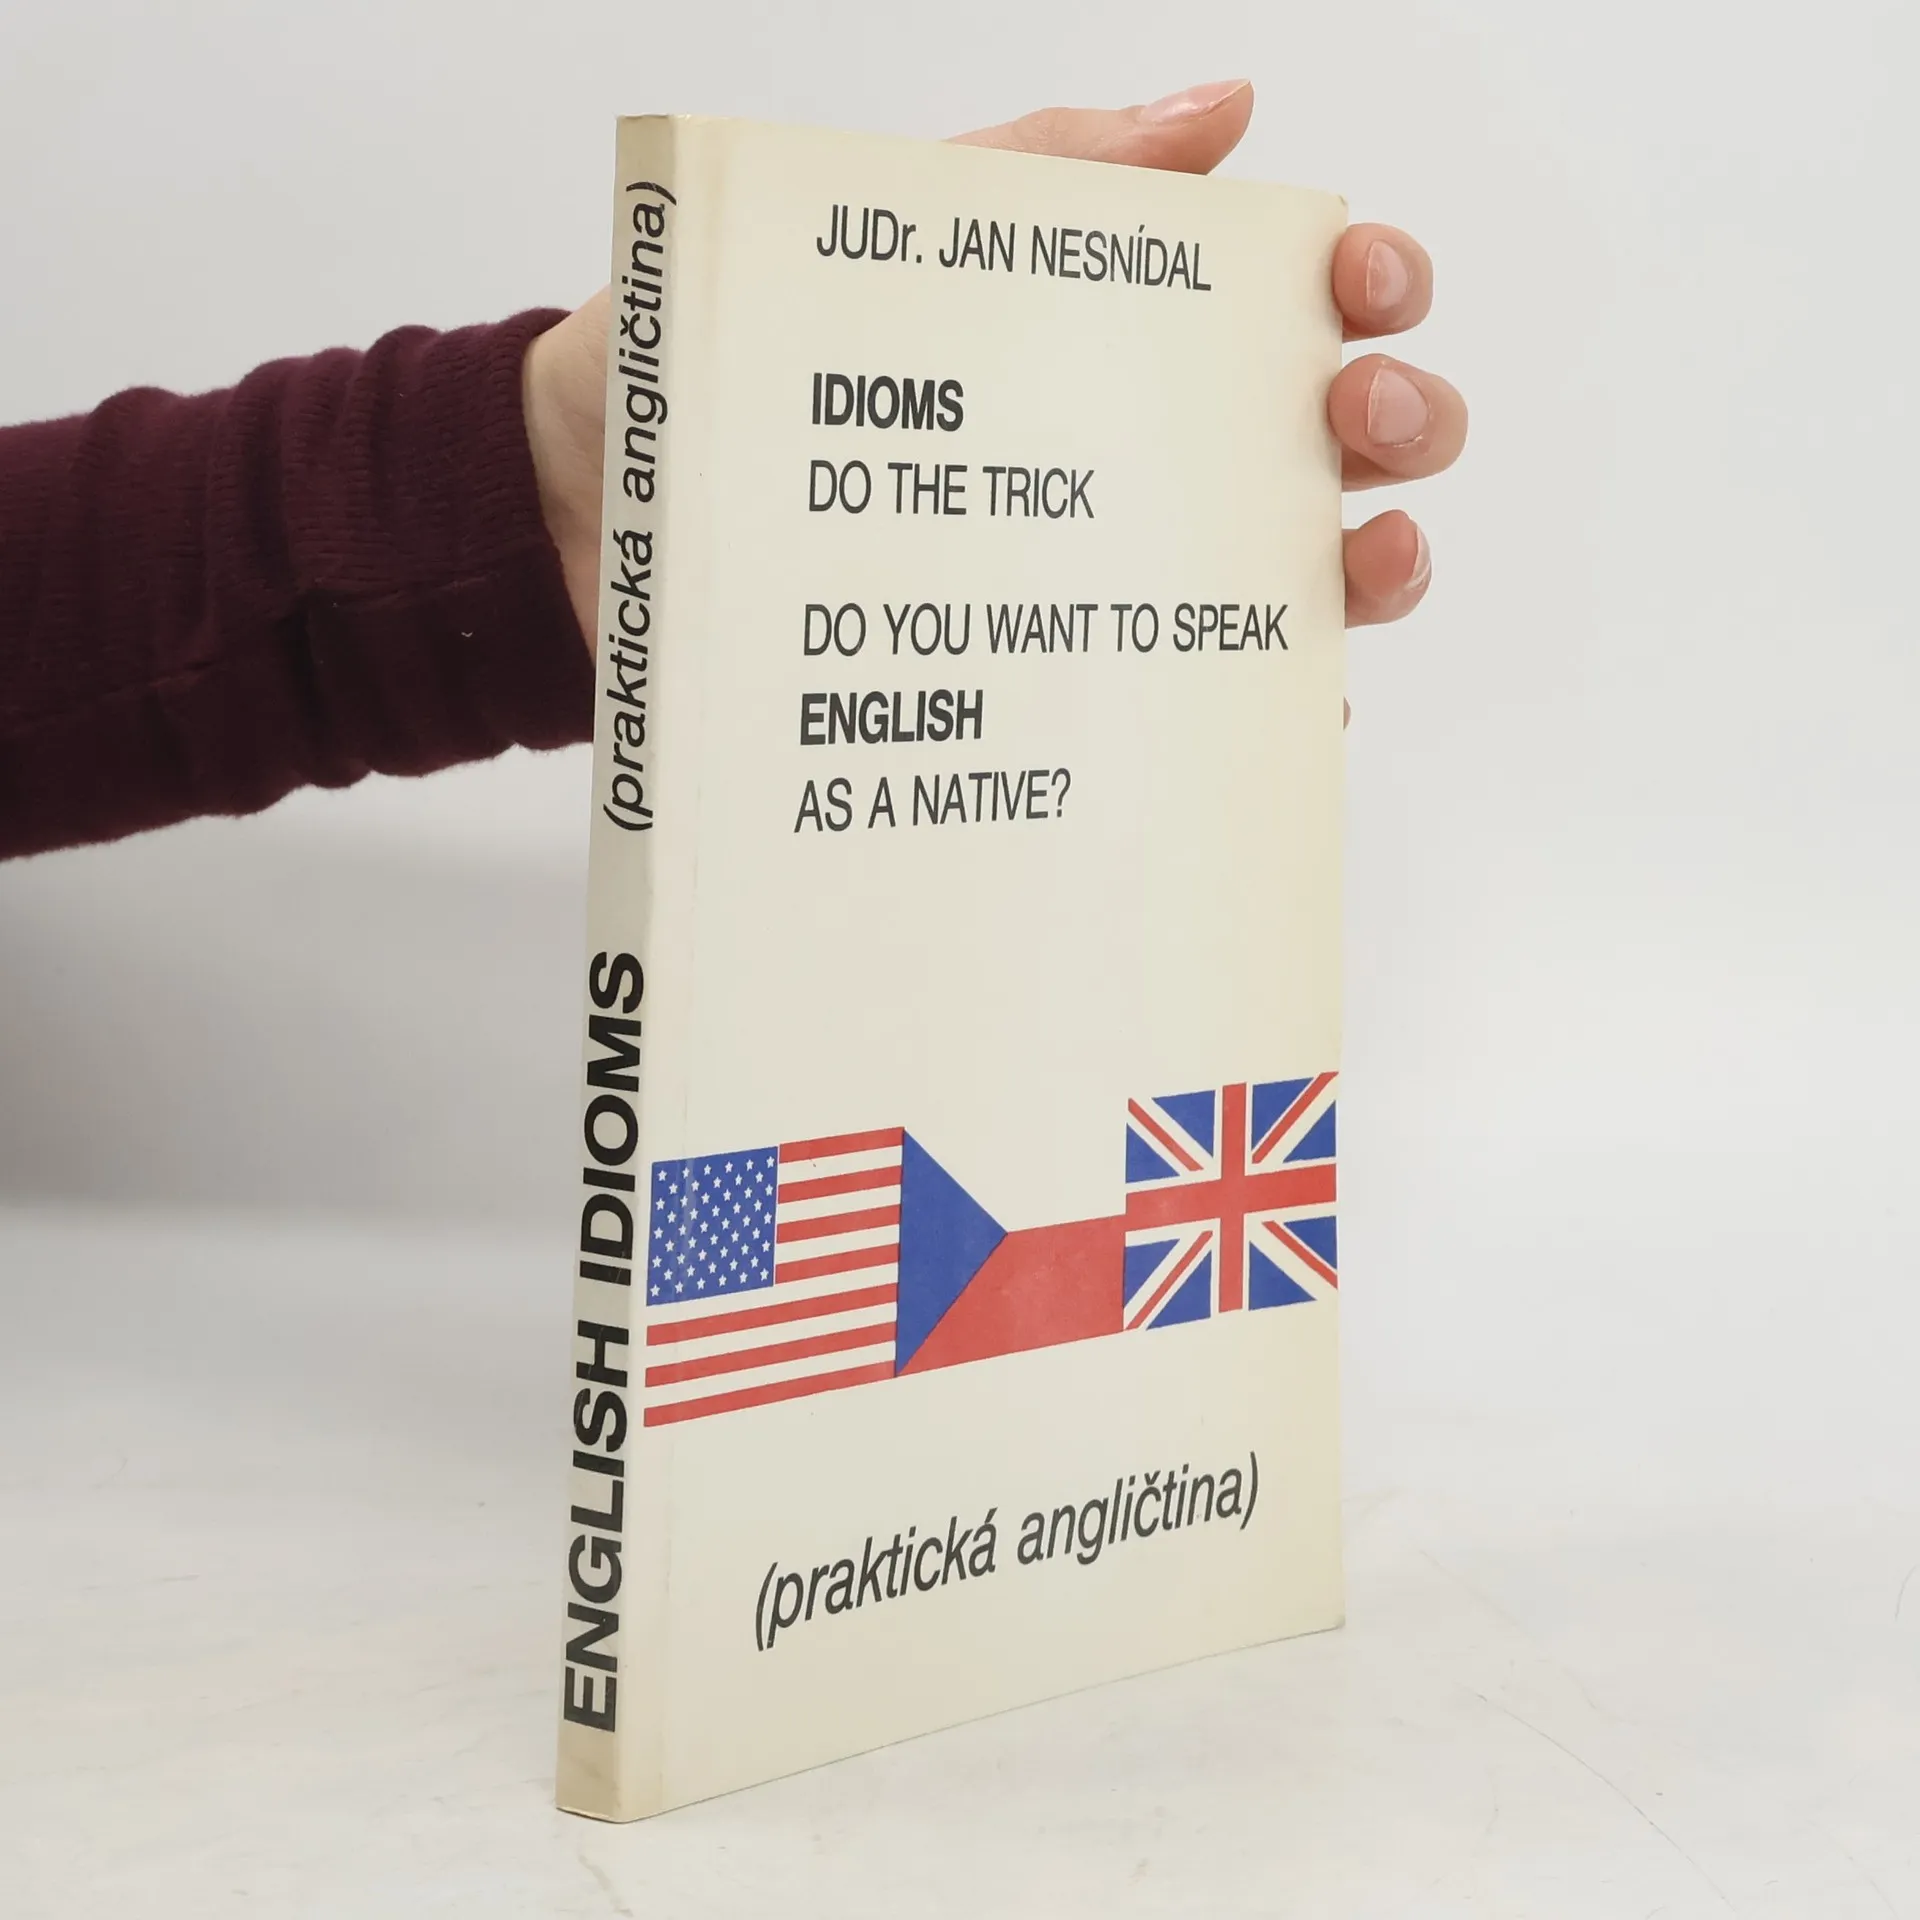 JUDr. JAN NESNÍDAL
IDIOMS
DO THE TRICK
DO YOU WANT TO SPEAK
ENGLISH
AS A NATIVE?
(praktická angličtina)
ENGLISH IDIOMS (praktická angličtina)